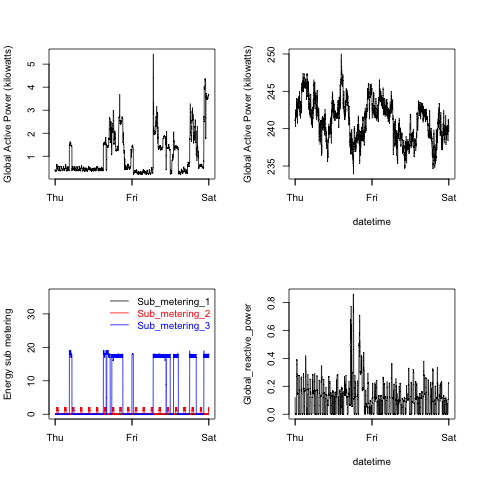 Global Active Power (kilowatts)
5
4
3
2
1
Thu Fri Sat
Global Active Power (kilowatts)
250
245
240
235
Thu Fri Sat
datetime
Energy sub metering
30
20
10
0
Sub_metering_1
Sub_metering_2
Sub_metering_3
Thu Fri Sat
Global_reactive_power
0.8
0.6
0.4
0.2
0.0
Thu Fri Sat
datetime